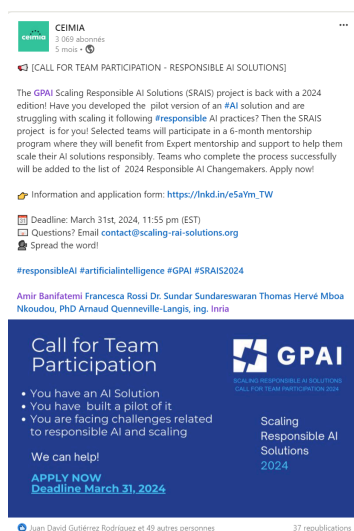 CEIMIA
ceimia
3 069 abonnés
5 mois •
[CALL FOR TEAM PARTICIPATION - RESPONSIBLE AI SOLUTIONS]
The GPAI Scaling Responsible AI Solutions (SRAIS) project is back with a 2024
edition! Have you developed the pilot version of an #AI solution and are
struggling with scaling it following #responsible AI practices? Then the SRAIS
project is for you! Selected teams will participate in a 6-month mentorship
program where they will benefit from Expert mentorship and support to help them
scale their AI solutions responsibly. Teams who complete the process successfully
will be added to the list of 2024 Responsible AI Changemakers. Apply now!
Information and application form: https://lnkd.in/e5aYm_TW
Deadline: March 31st, 2024, 11:55 pm (EST)
Questions? Email contact@scaling-rai-solutions.org
Spread the word!
#responsibleAI #artificialintelligence #GPAI #SRAIS2024
Amir Banifatemi Francesca Rossi Dr. Sundar Sundareswaran Thomas Hervé Mboa
Nkoudou, PhD Arnaud Quenneville-Langis, ing. Inria
Call for Team
Participation
• You have an AI Solution
• You have built a pilot of it
• You are facing challenges related
to responsible AI and scaling
We can help!
APPLY NOW
Deadline March 31, 2024
GPAI
SCALING RESPONSIBLE AI SOLUTIONS
CALL FOR TEAM PARTICIPATION 2024
Scaling
Responsible AI
Solutions
2024
Juan David Gutiérrez Rodríguez et 49 autres personnes
37 republications